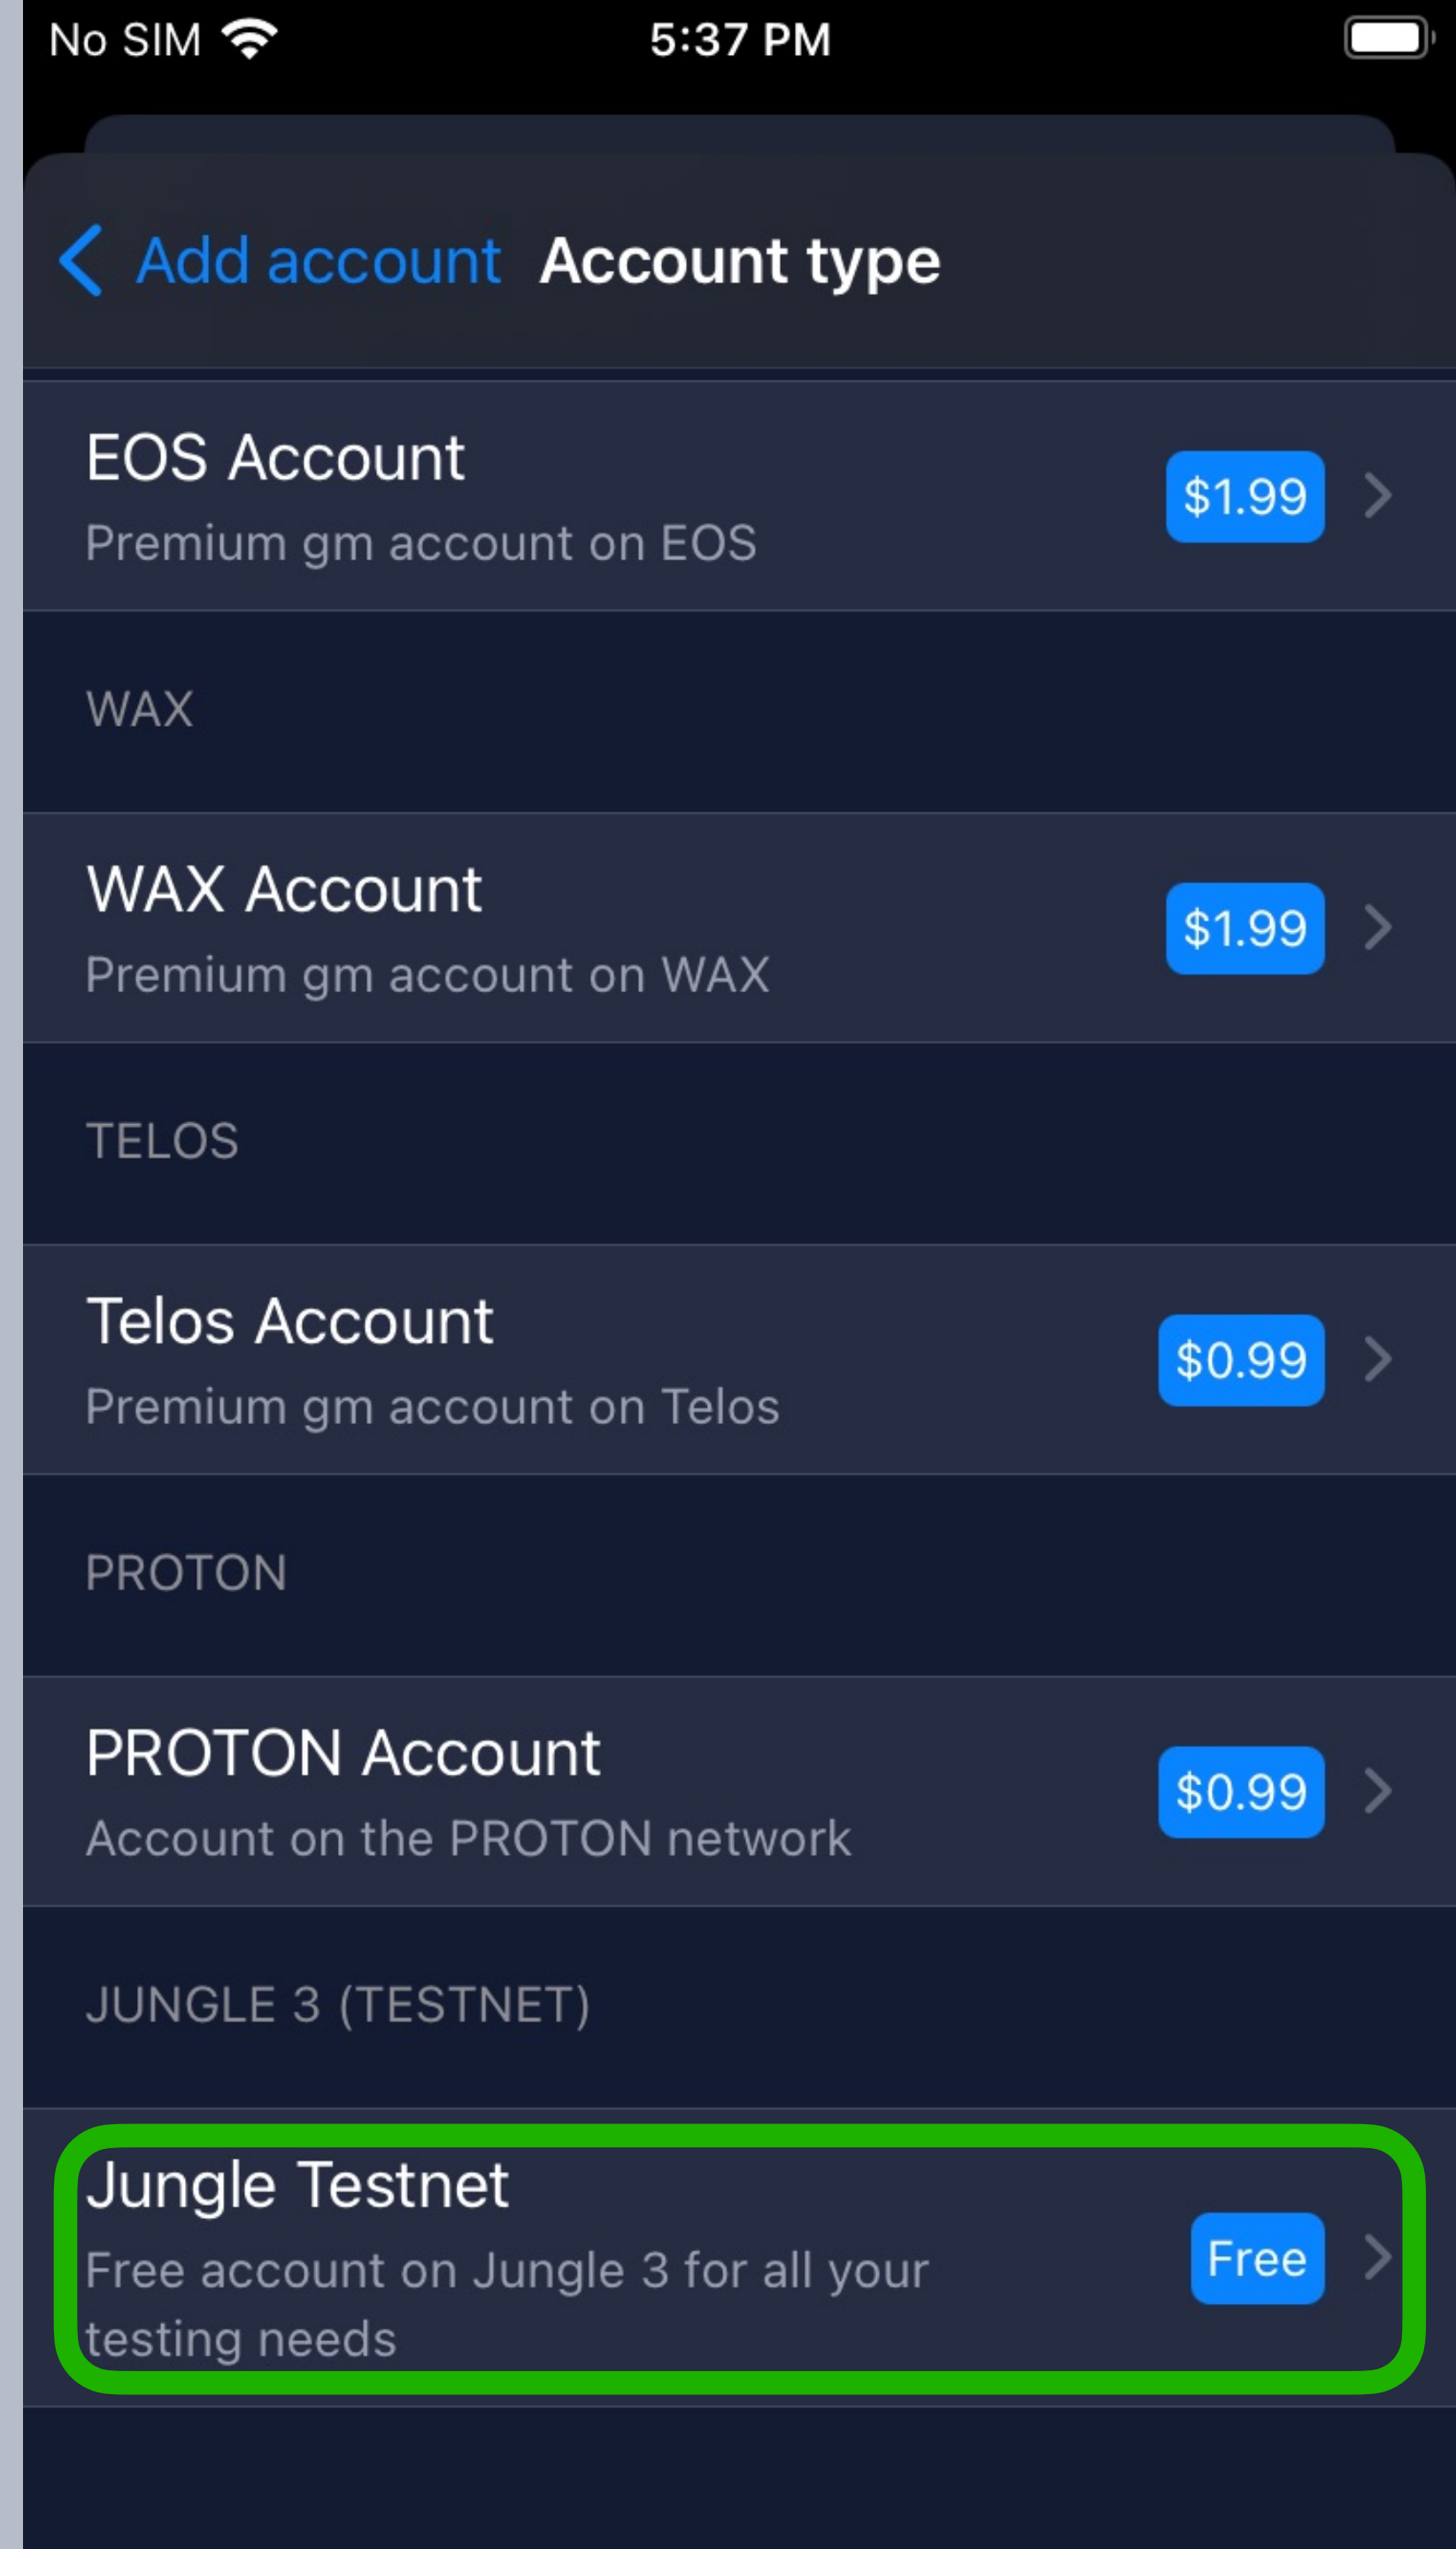 No SIM 5:37 PM
Add account Account type
EOS Account
$1.99
Premium gm account on EOS
WAX
WAX Account
$1.99
Premium gm account on WAX
TELOS
Telos Account
$0.99
Premium gm account on Telos
PROTON
PROTON Account
$0.99
Account on the PROTON network
JUNGLE 3 (TESTNET)
Jungle Testnet
Free account on Jungle 3 for all your
testing needs
Free